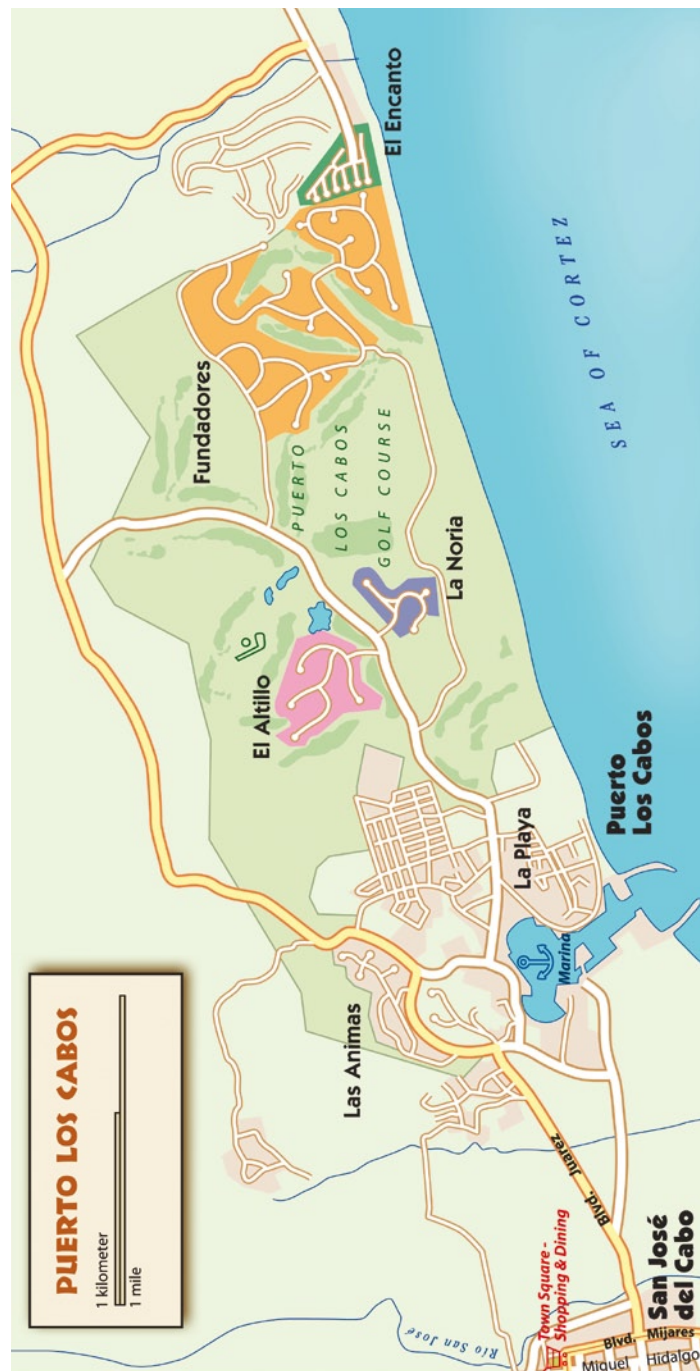 PUERTO LOS CABOS
1 kilometer
1 mile
El Encanto
Fundadores
SEA OF CORTEZ
PUERTO
LOS CABOS
GOLF COURSE
La Noria
El Altillo
Puerto
Los Cabos
La Playa
Marina
Las Animas
Blvd. Juarez
Town Square -
Shopping & Dining
San José
del Cabo
Río San José
Blvd. Mijares
Miguel Hidalgo